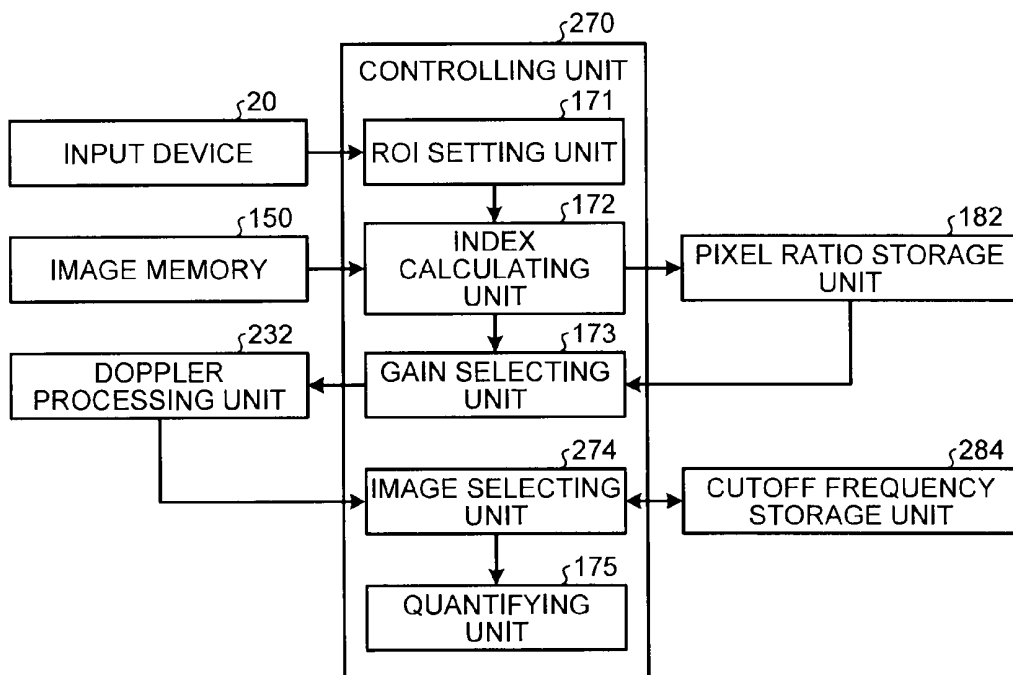 270
CONTROLLING UNIT
20
INPUT DEVICE
171
ROI SETTING UNIT
150
IMAGE MEMORY
172
INDEX
CALCULATING
UNIT
182
PIXEL RATIO STORAGE
UNIT
232
DOPPLER
PROCESSING UNIT
173
GAIN SELECTING
UNIT
274
IMAGE SELECTING
UNIT
284
CUTOFF FREQUENCY
STORAGE UNIT
175
QUANTIFYING
UNIT